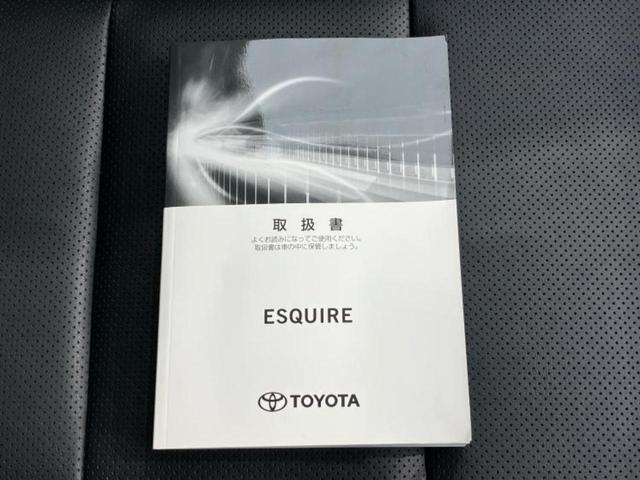 取扱書
よくお読みになってご使用ください。
取扱書は車の中に保管しましょう。
ESQUIRE
TOYOTA